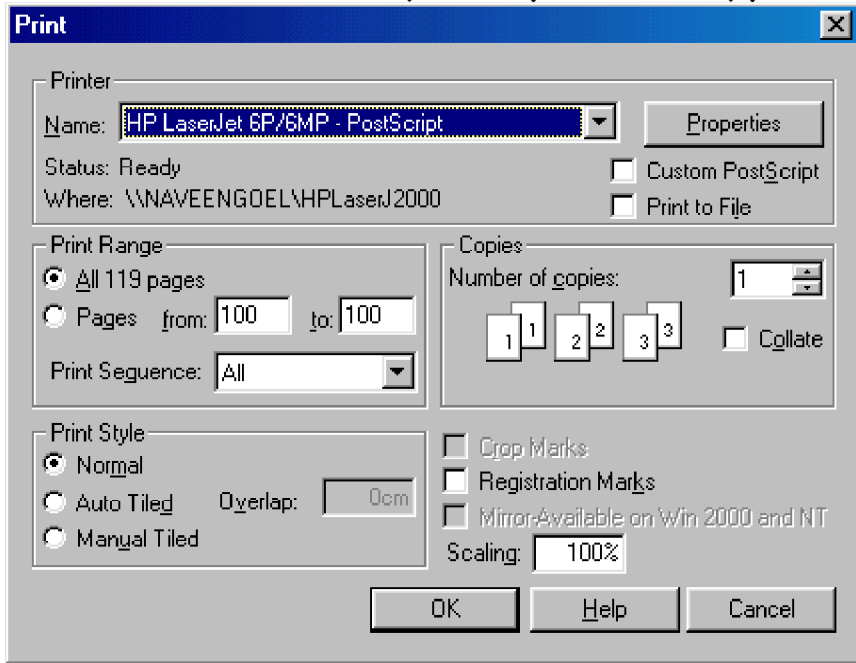 Print
Printer
Name: HP LaserJet 6P/6MP - PostScript
Properties
Status: Ready
Custom PostScript
Where: \\NAVEENGOEL\HPLaserJ2000
Print to File
Print Range
All 119 pages
Pages from: 100 to: 100
Print Seguence: All
Copies
Number of copies: 1
1 1 2 2 3 3
Collate
Print Style
Normal
Auto Tiled Overlap: 0cm
Manual Tiled
Crop Marks
Registration Marks
Mirror-Available on Win 2000 and NT
Scaling: 100%
OK Help Cancel